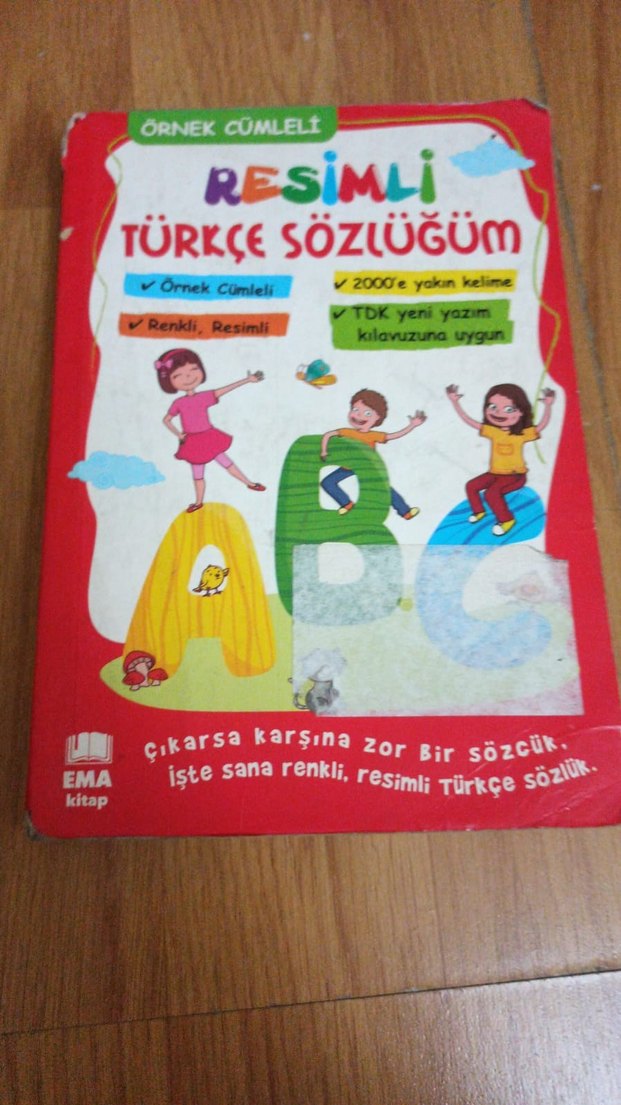 ÖRNEK CÜMLELİ
RESİMLİ
TÜRKÇE SÖZLÜĞÜM
✔ Örnek Cümleli
✔ Renkli, Resimli
✔ 2000'e yakın kelime
✔ TDK yeni yazım
kılavuzuna uygun
A B C
Çıkarsa karşına zor Bir sözcük,
İşte sana renkli, resimli Türkçe sözlük.
EMA
kitap